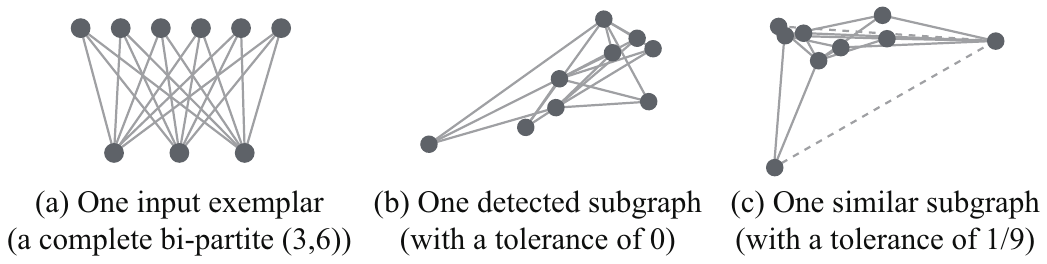 (a) One input exemplar
(a complete bi-partite (3,6))
(b) One detected subgraph
(with a tolerance of 0)
(c) One similar subgraph
(with a tolerance of 1/9)